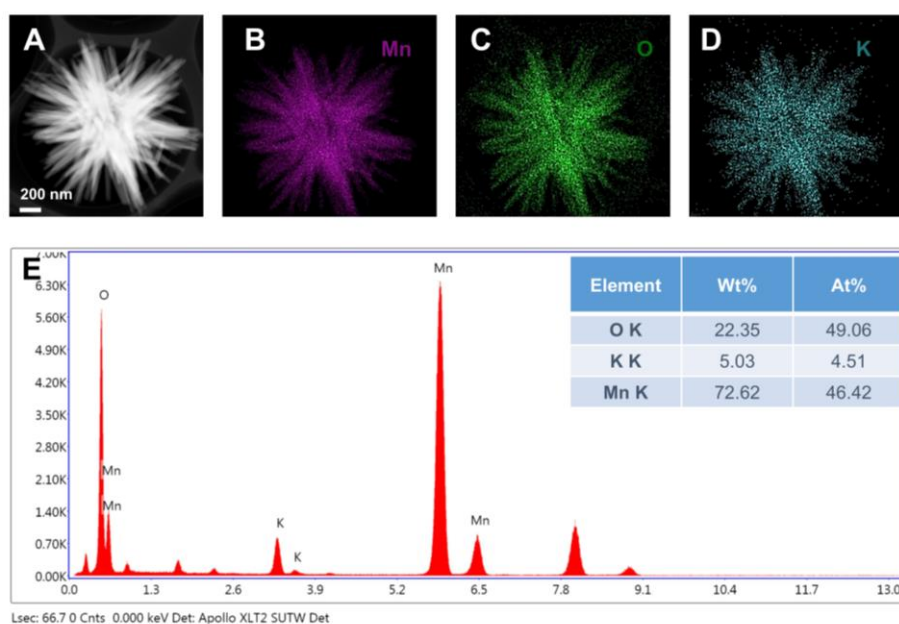 A
B
Mn
C
O
D
K
200 nm
E
6.30K
5.60K
4.90K
4.20K
3.50K
2.80K
2.10K
1.40K
0.70K
0.00K
O
Mn
Mn
K
K
Mn
Mn
Element Wt% At%
O K 22.35 49.06
K K 5.03 4.51
Mn K 72.62 46.42
0.0 1.3 2.6 3.9 5.2 6.5 7.8 9.1 10.4 11.7 13.0
Lsec: 66.7 0 Cnts 0.000 keV Det: Apollo XLT2 SUTW Det